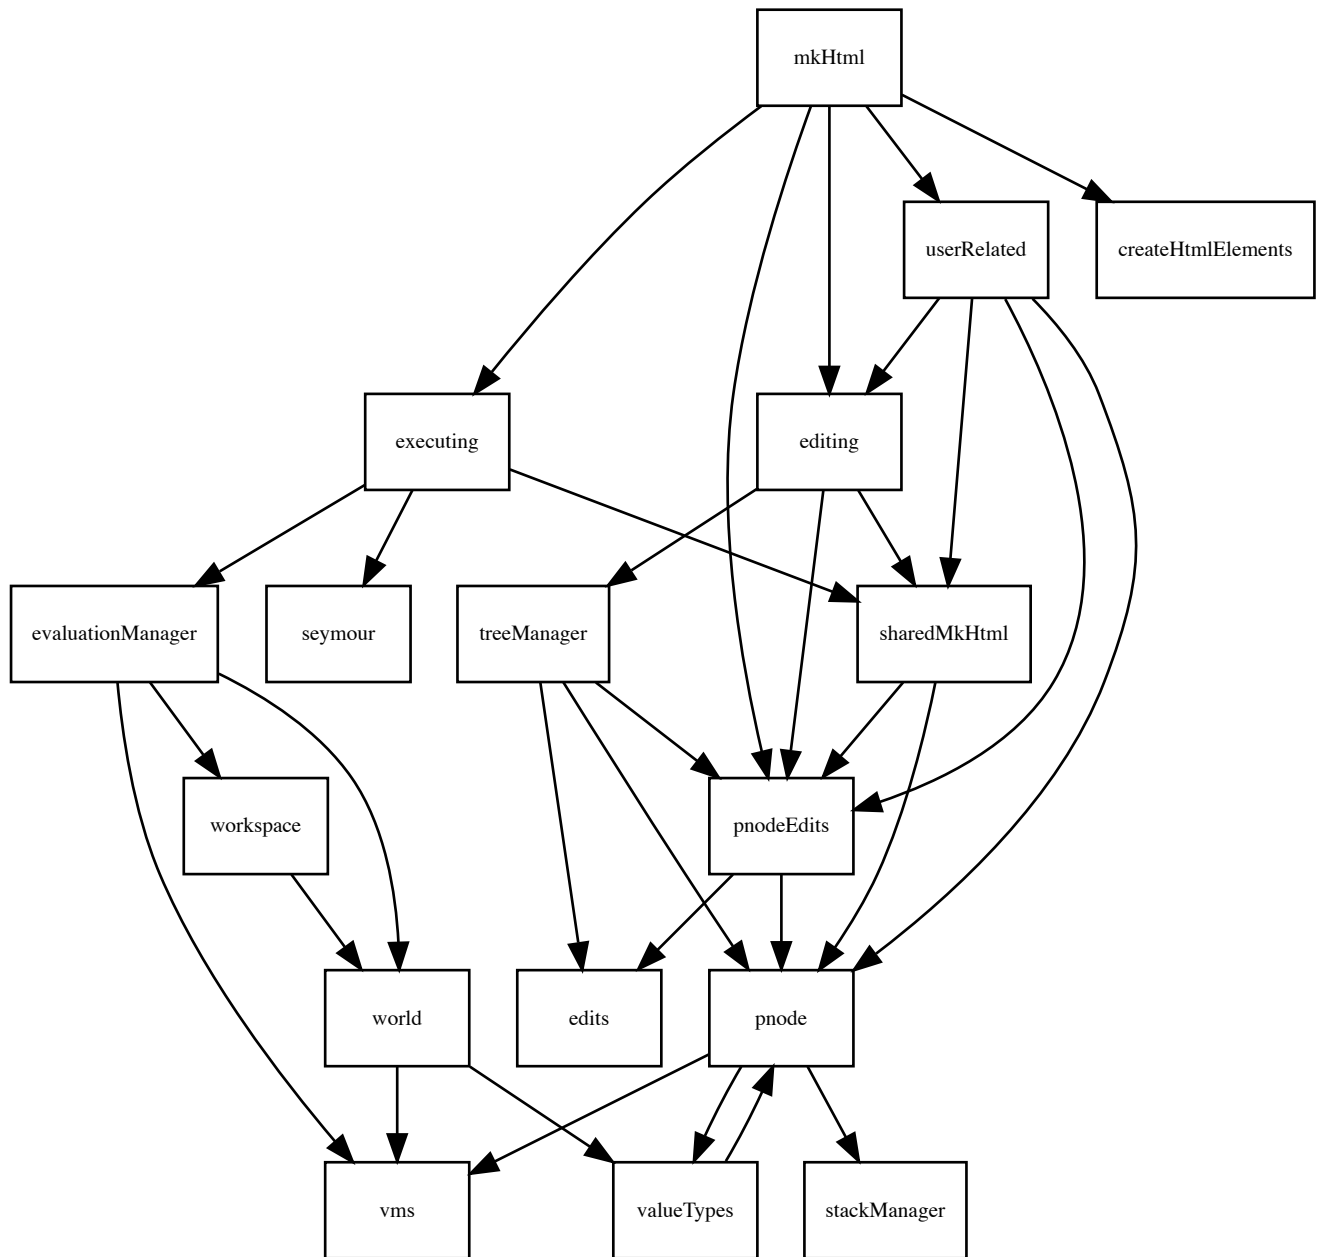 mkHtml
userRelated
createHtmlElements
executing
editing
evaluationManager
seymour
treeManager
sharedMkHtml
workspace
pnodeEdits
world
edits
pnode
vms
valueTypes
stackManager